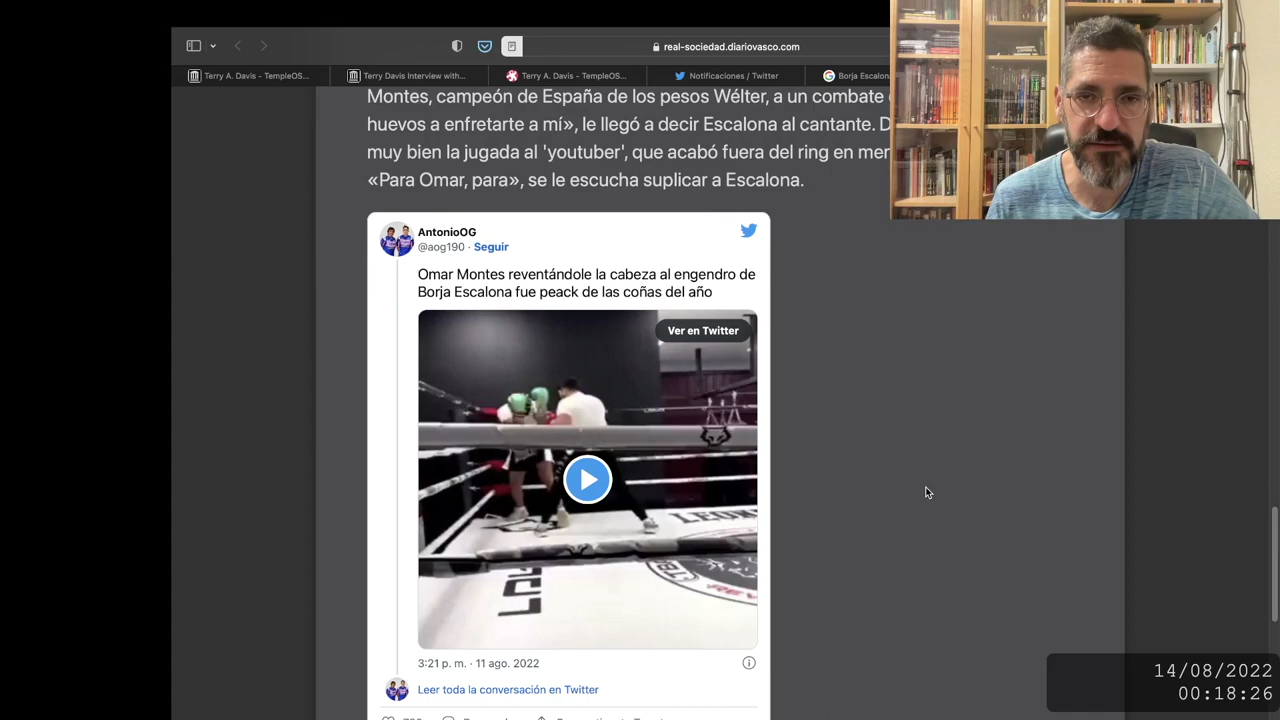 real-sociedad.diariovasco.com
Terry A. Davis - TempleOS...
Terry Davis Interview with...
Terry A. Davis - TempleOS...
Notificaciones / Twitter
Borja Escalon
Montes, campeón de España de los pesos Wélter, a un combate
huevos a enfretarte a mí», le llegó a decir Escalona al cantante.
muy bien la jugada al 'youtuber', que acabó fuera del ring en
«Para Omar, para», se le escucha suplicar a Escalona.
AntonioOG
@aog190 · Seguir
Omar Montes reventándole la cabeza al engendro de
Borja Escalona fue peack de las coñas del año
Ver en Twitter
3:21 p. m. · 11 ago. 2022
Leer toda la conversación en Twitter
14/08/2022
00:18:26